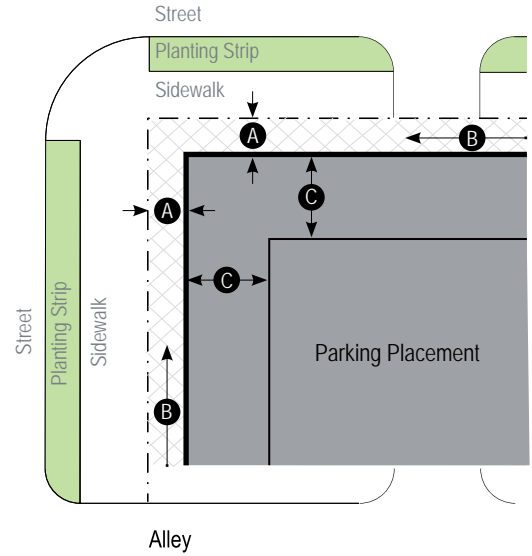 Street
Planting Strip
Sidewalk
A
B
A
C
C
Street
Planting Strip
Sidewalk
Parking Placement
B
Alley